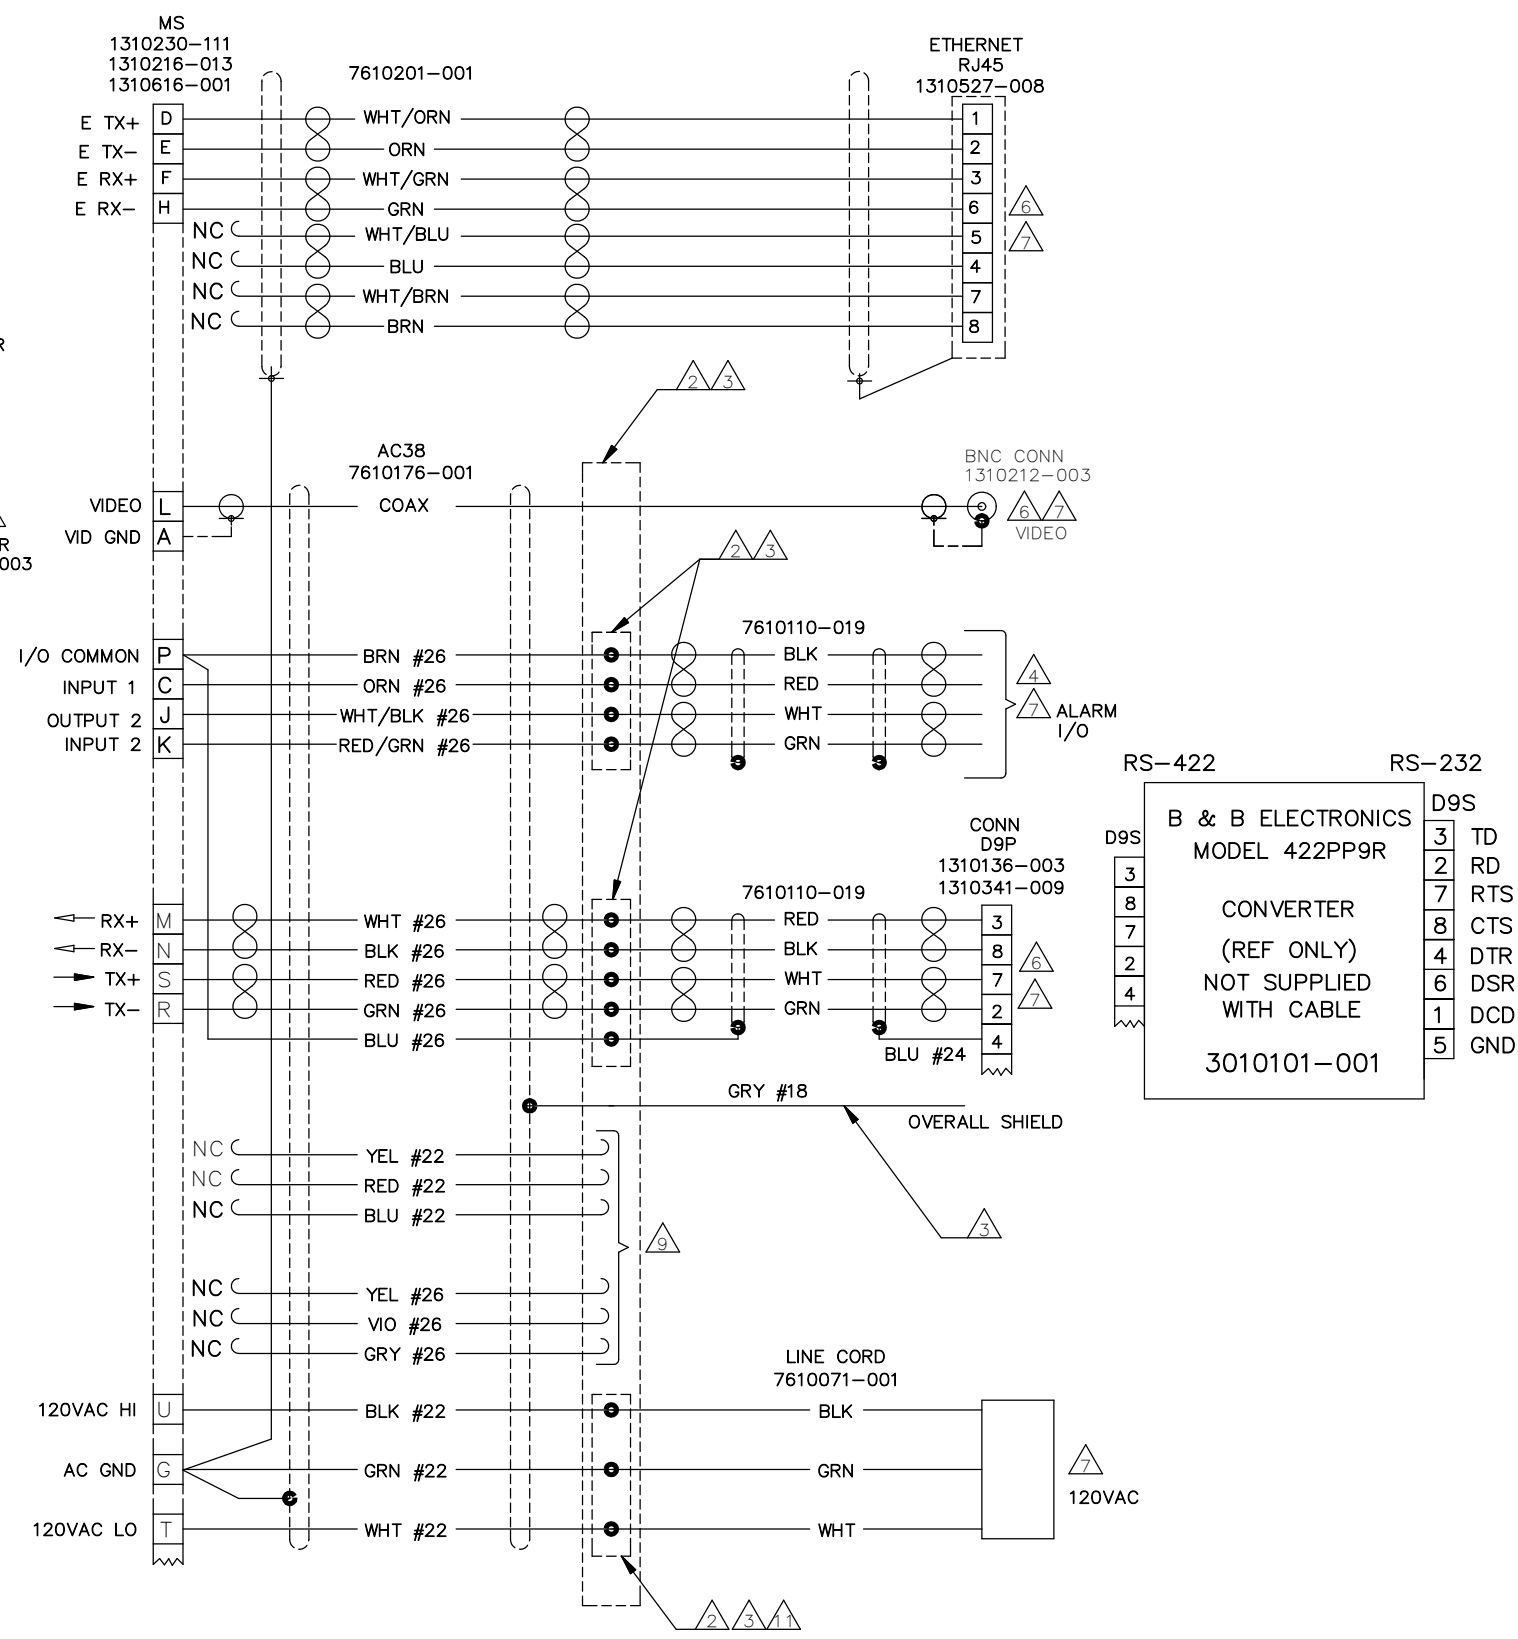 MS
1310230-111
1310216-013
1310616-001
7610201-001
ETHERNET
RJ45
1310527-008
E TX+ D WHT/ORN 1
E TX- E ORN 2
E RX+ F WHT/GRN 3
E RX- H GRN 6
6
NC WHT/BLU 5
7
NC BLU 4
NC WHT/BRN 7
NC BRN 8
R
2 3
AC38
7610176-001
BNC CONN
1310212-003
VIDEO L COAX
6 7
VIDEO
VID GND A
R
003
2 3
7610110-019
I/O COMMON P BRN #26 BLK
INPUT 1 C ORN #26 RED
4
OUTPUT 2 J WHT/BLK #26 WHT
7
ALARM
I/O
INPUT 2 K RED/GRN #26 GRN
RS-422 RS-232
D9S
B & B ELECTRONICS
MODEL 422PP9R
CONVERTER
(REF ONLY)
NOT SUPPLIED
WITH CABLE
3010101-001
D9S
3
8
7
2
4
3 TD
2 RD
7 RTS
8 CTS
4 DTR
6 DSR
1 DCD
5 GND
CONN
D9P
1310136-003
1310341-009
7610110-019
RX+ M WHT #26 RED 3
RX- N BLK #26 BLK 8
6
TX+ S RED #26 WHT 7
7
TX- R GRN #26 GRN 2
BLU #26 4
BLU #24
GRY #18
OVERALL SHIELD
3
NC YEL #22
NC RED #22
NC BLU #22
9
NC YEL #26
NC VIO #26
NC GRY #26
LINE CORD
7610071-001
120VAC HI U BLK #22 BLK
AC GND G GRN #22 GRN
7
120VAC
120VAC LO T WHT #22 WHT
2 3 11